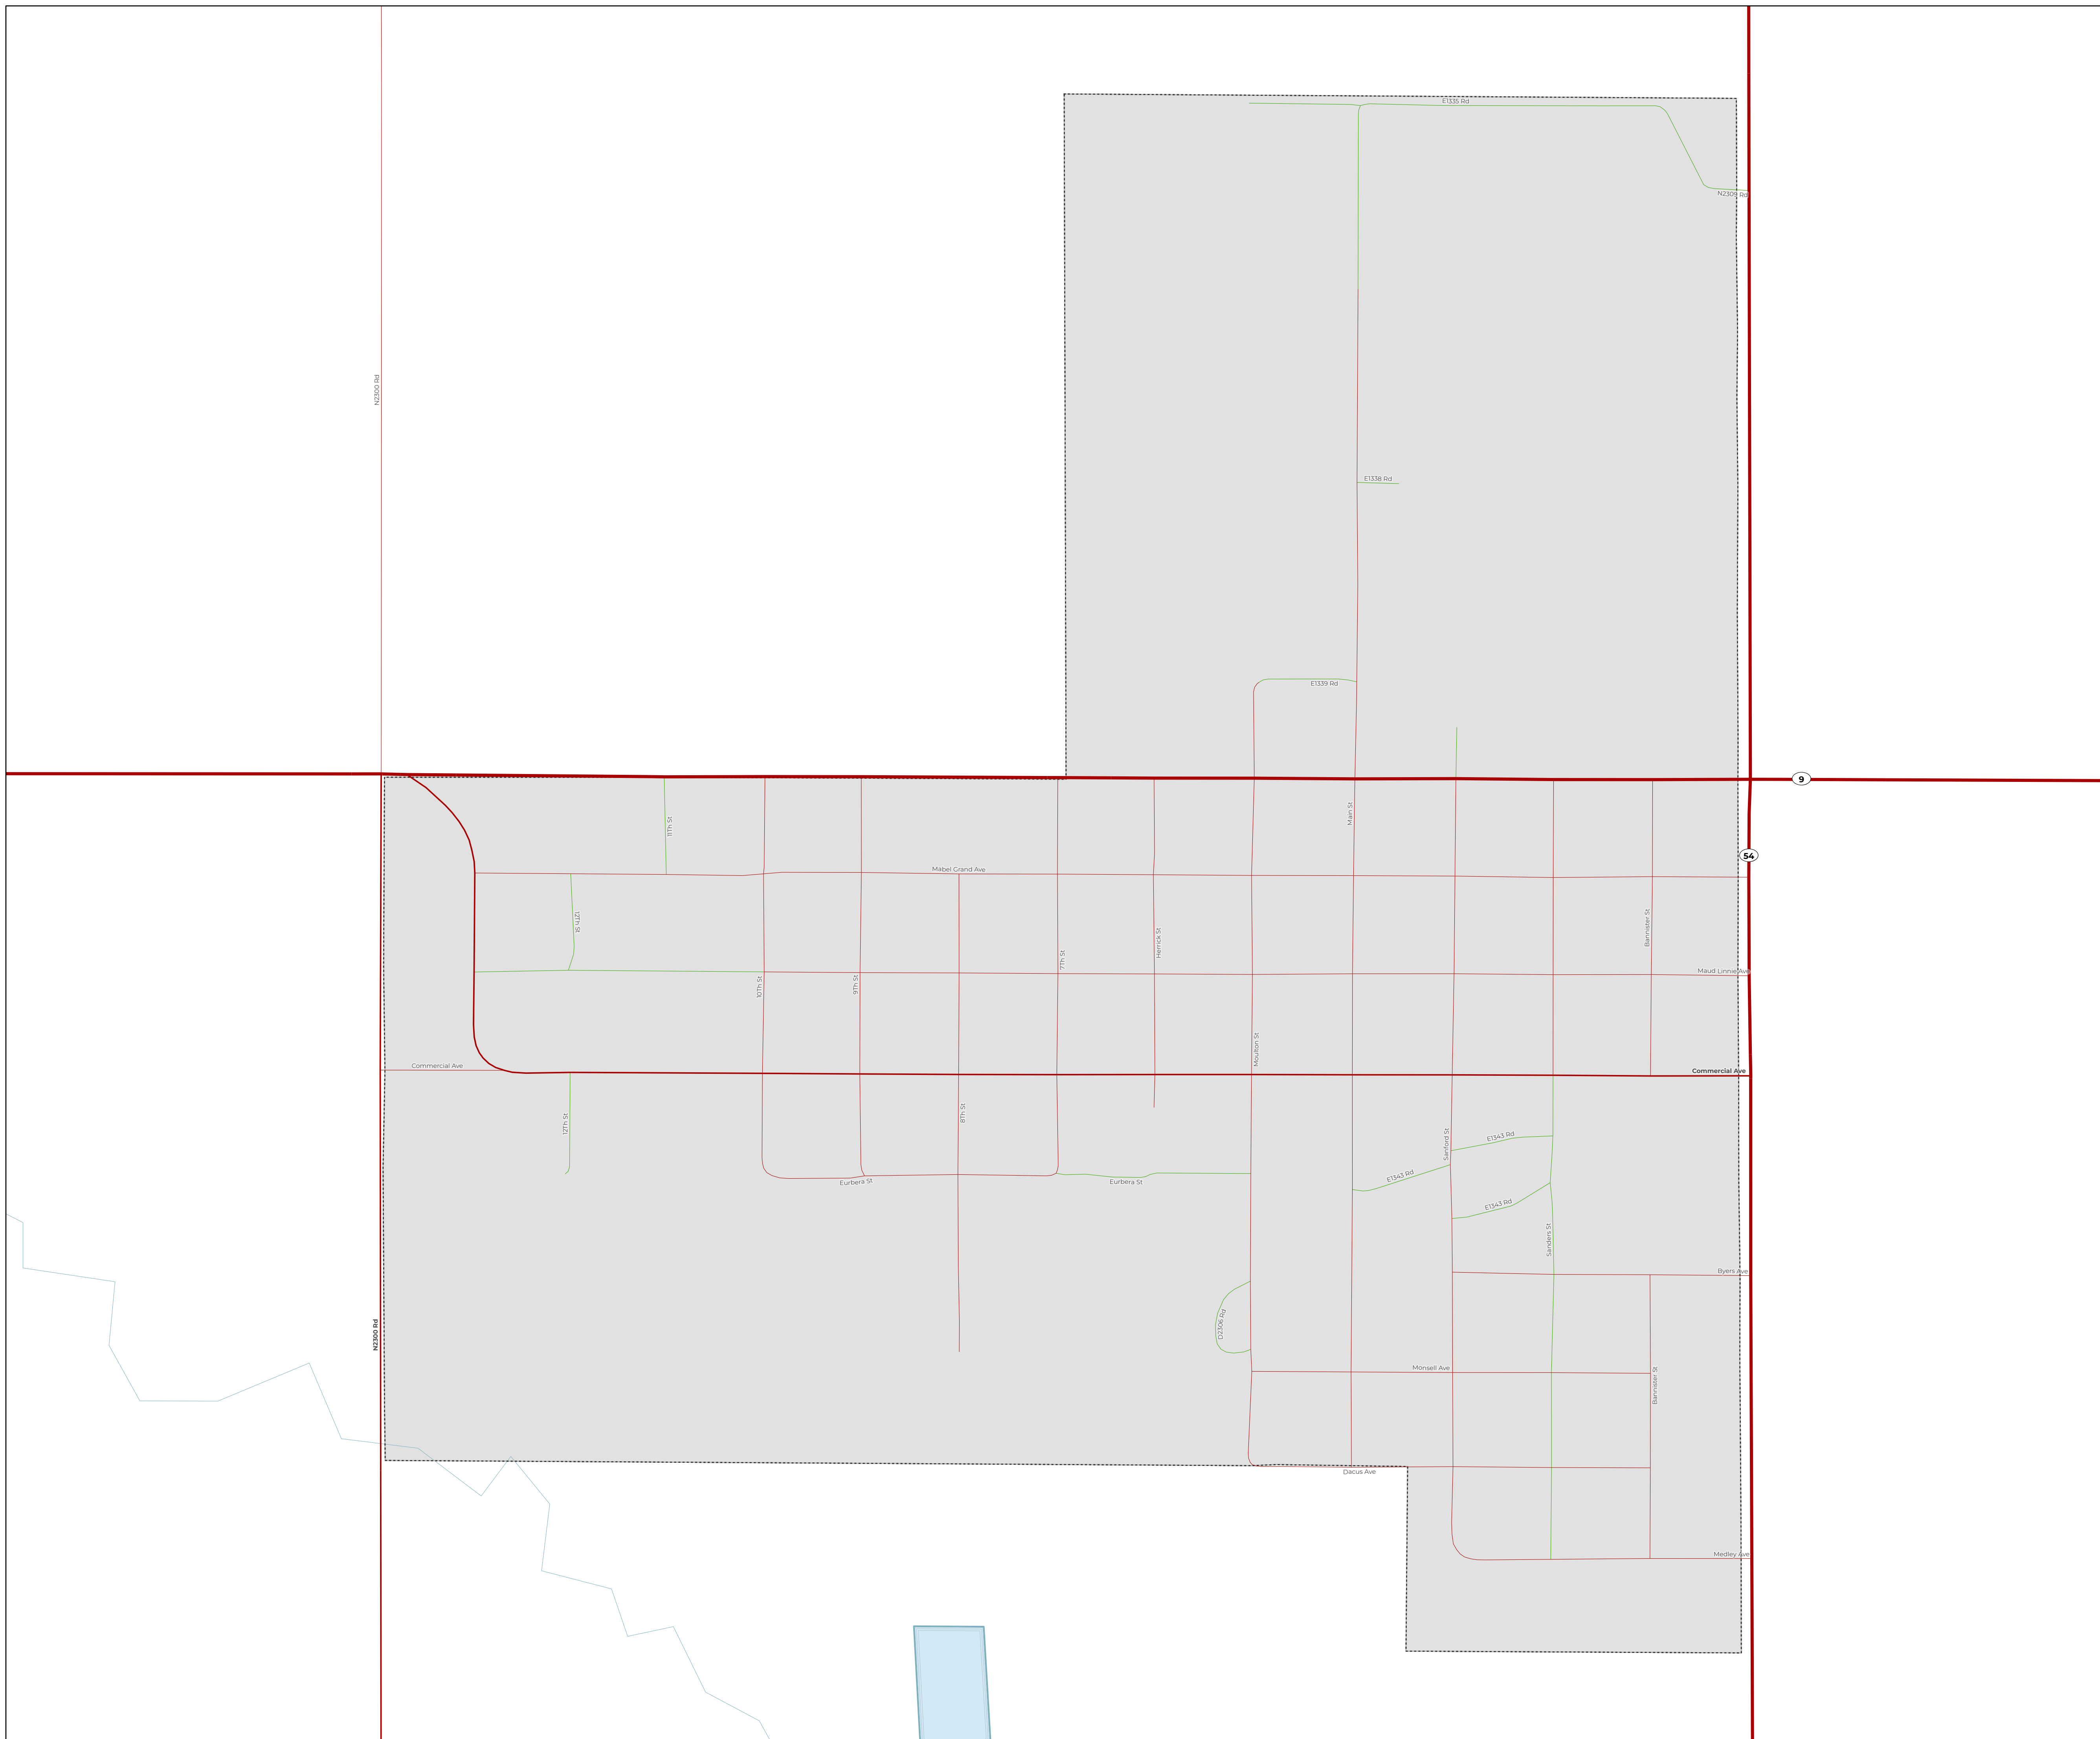 E1335 Rd
N2309 Rd
N2300 Rd
E1338 Rd
E1339 Rd
9
Main St
11Th St
54
Mabel Grand Ave
12Th St
Bannister St
Herrick St
7Th St
Maud Linnie Ave
10Th St
9Th St
Moulton St
Commercial Ave
Commercial Ave
8Th St
12Th St
Sanford St
E1343 Rd
E1343 Rd
Eurbera St
Eurbera St
E1343 Rd
Sanders St
Byers Ave
D2306 Rd
N2300 Rd
Monsell Ave
Bannister St
Dacus Ave
Medley Ave